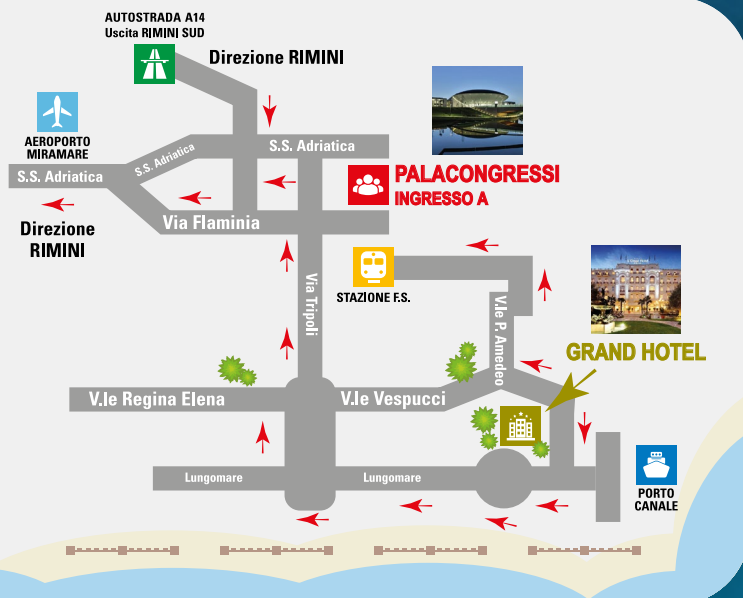 AUTOSTRADA A14
Uscita RIMINI SUD
Direzione RIMINI
AEROPORTO
MIRAMARE
S.S. Adriatica
S.S. Adriatica
S.S. Adriatica
PALACONGRESSI
INGRESSO A
Direzione
RIMINI
Via Flaminia
Via Tripoli
STAZIONE F.S.
V.le P. Amedeo
GRAND HOTEL
V.le Regina Elena
V.le Vespucci
Lungomare
Lungomare
PORTO
CANALE